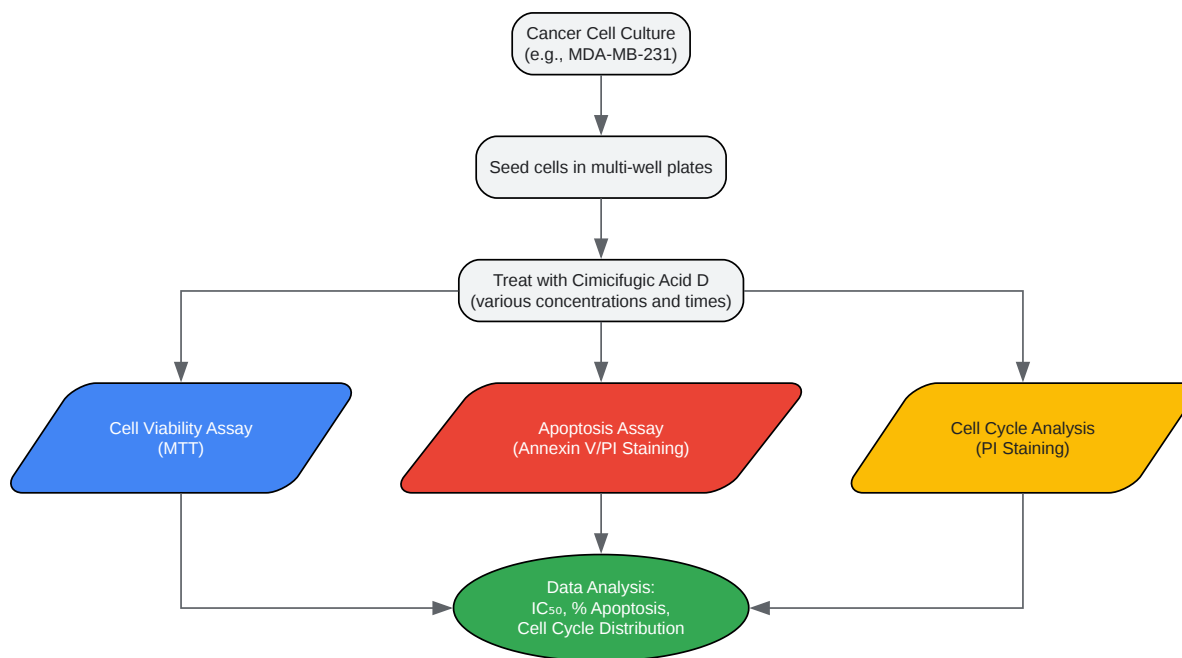 Cancer Cell Culture
(e.g., MDA-MB-231)
Seed cells in multi-well plates
Treat with Cimicifugic Acid D
(various concentrations and times)
Cell Viability Assay
(MTT)
Apoptosis Assay
(Annexin V/PI Staining)
Cell Cycle Analysis
(PI Staining)
Data Analysis:
IC₅₀, % Apoptosis,
Cell Cycle Distribution